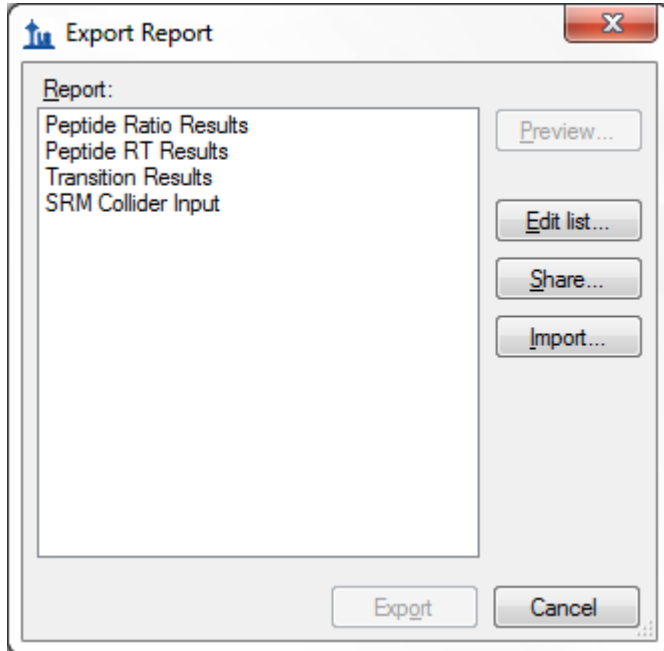 Export Report
Report:
Peptide Ratio Results
Peptide RT Results
Transition Results
SRM Collider Input
Preview...
Edit list...
Share...
Import...
Export
Cancel